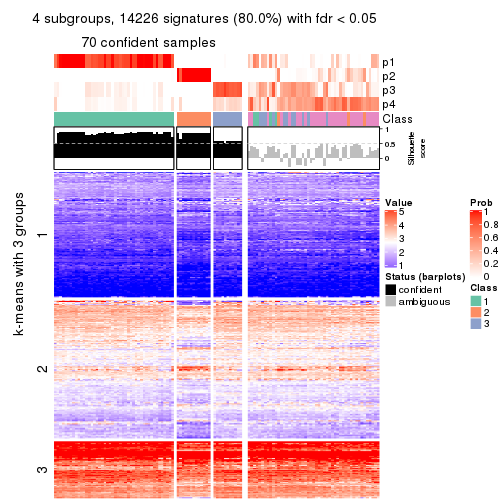 4 subgroups, 14226 signatures (80.0%) with fdr < 0.05
70 confident samples
p1
p2
p3
p4
Class
1
0.5
0
Silhouette
score
k-means with 3 groups
1
2
3
Value
5
4
3
2
1
Status (barplots)
confident
ambiguous
Prob
1
0.8
0.6
0.4
0.2
0
Class
1
2
3